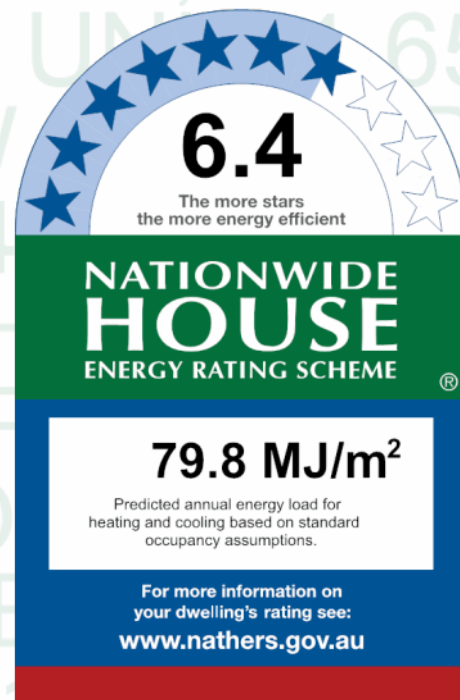 6.4
The more stars
the more energy efficient
NATIONWIDE
HOUSE
ENERGY RATING SCHEME
®
79.8 MJ/m²
Predicted annual energy load for
heating and cooling based on standard
occupancy assumptions.
For more information on
your dwelling's rating see:
www.nathers.gov.au